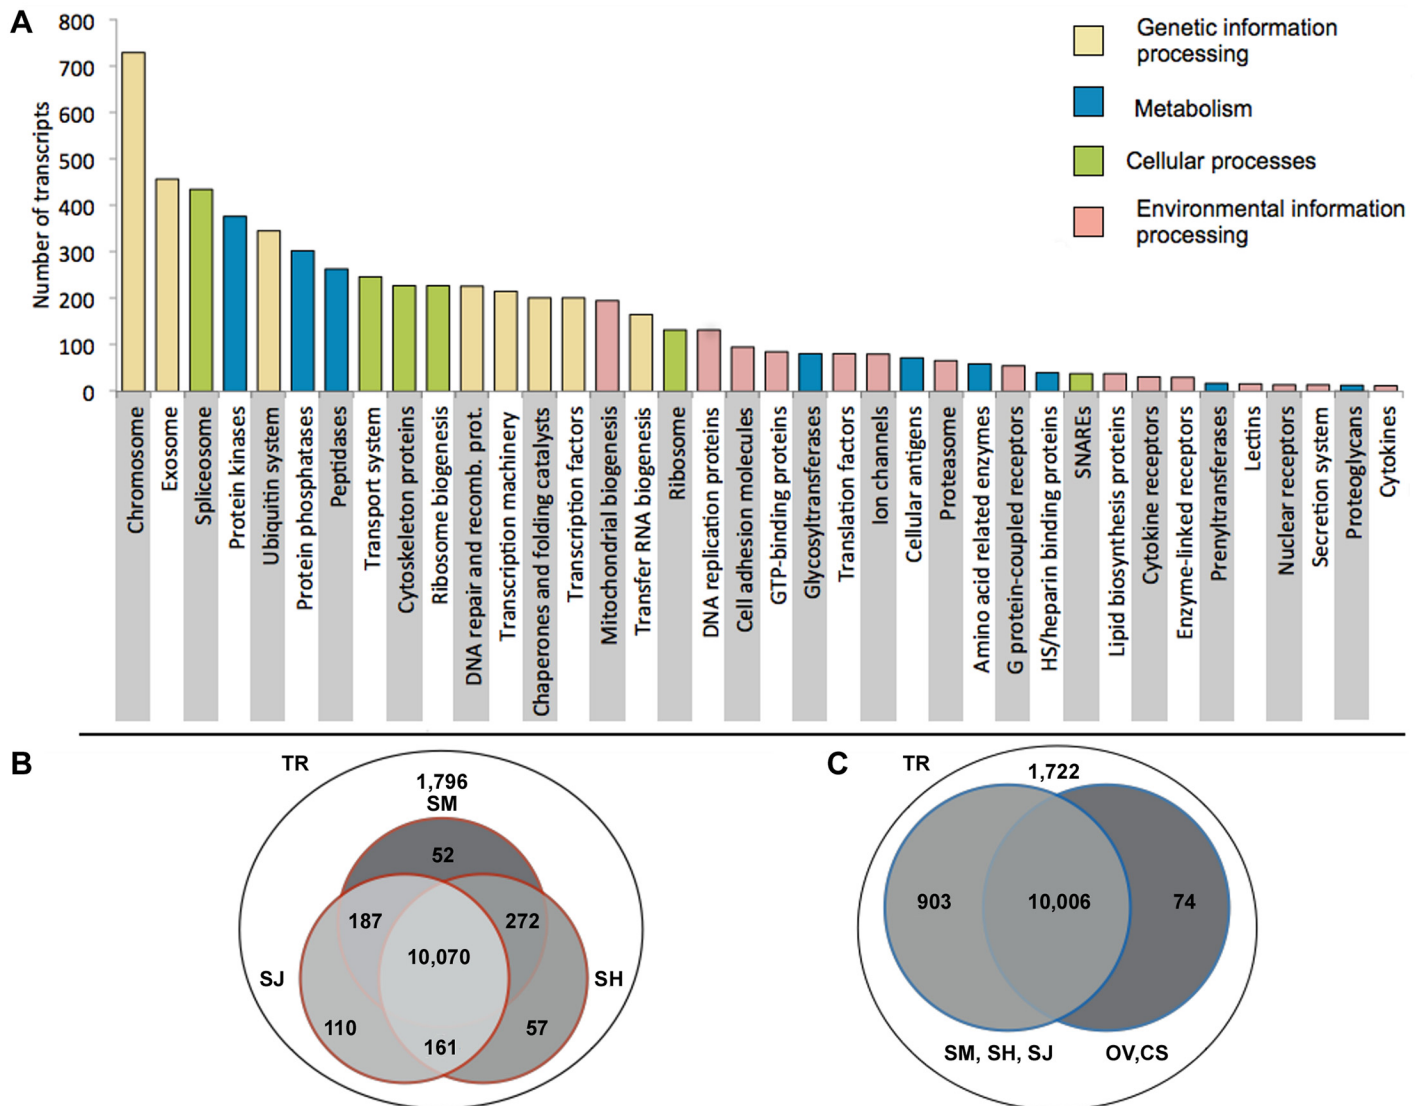 A
800
700
600
500
400
300
200
100
0
Number of transcripts
Genetic information
processing
Metabolism
Cellular processes
Environmental information
processing
Chromosome
Exosome
Spliceosome
Protein kinases
Ubiquitin system
Protein phosphatases
Peptidases
Transport system
Cytoskeleton proteins
Ribosome biogenesis
DNA repair and recomb. prot.
Transcription machinery
Chaperones and folding catalysts
Transcription factors
Mitochondrial biogenesis
Transfer RNA biogenesis
Ribosome
DNA replication proteins
Cell adhesion molecules
GTP-binding proteins
Glycosyltransferases
Translation factors
Ion channels
Cellular antigens
Proteasome
Amino acid related enzymes
G protein-coupled receptors
HS/heparin binding proteins
SNAREs
Lipid biosynthesis proteins
Cytokine receptors
Enzyme-linked receptors
Prenyltransferases
Lectins
Nuclear receptors
Secretion system
Proteoglycans
Cytokines
B
TR
1,796
SM
52
187
272
10,070
SJ
SH
110
57
161
C
TR
1,722
903
10,006
74
SM, SH, SJ
OV,CS